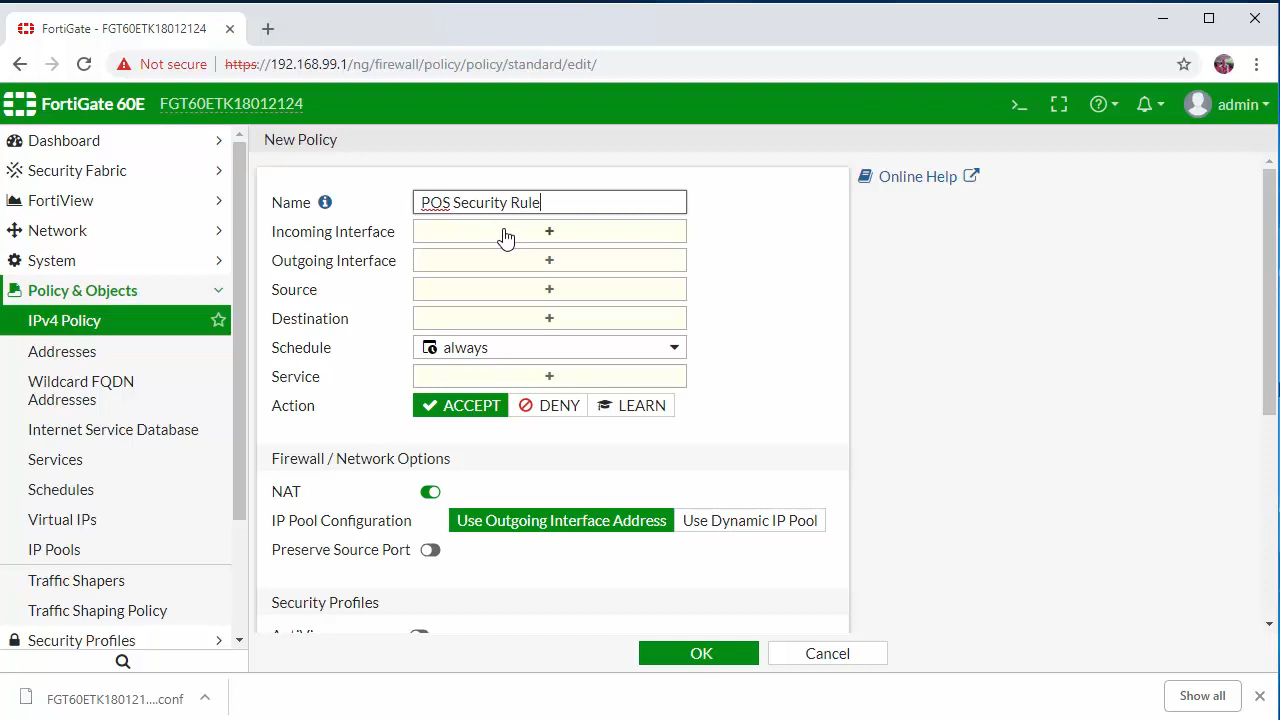 FortiGate - FGT60ETK18012124
Not secure | https://192.168.99.1/ng/firewall/policy/policy/standard/edit/
FortiGate 60E FGT60ETK18012124 >_ admin
Dashboard
Security Fabric
FortiView
Network
System
Policy & Objects
IPv4 Policy
Addresses
Wildcard FQDN
Addresses
Internet Service Database
Services
Schedules
Virtual IPs
IP Pools
Traffic Shapers
Traffic Shaping Policy
Security Profiles
New Policy
Name POS Security Rule
Incoming Interface +
Outgoing Interface +
Source +
Destination +
Schedule always
Service +
Action ACCEPT DENY LEARN
Firewall / Network Options
NAT
IP Pool Configuration Use Outgoing Interface Address Use Dynamic IP Pool
Preserve Source Port
Security Profiles
OK Cancel
Online Help
FGT60ETK180121....conf
Show all